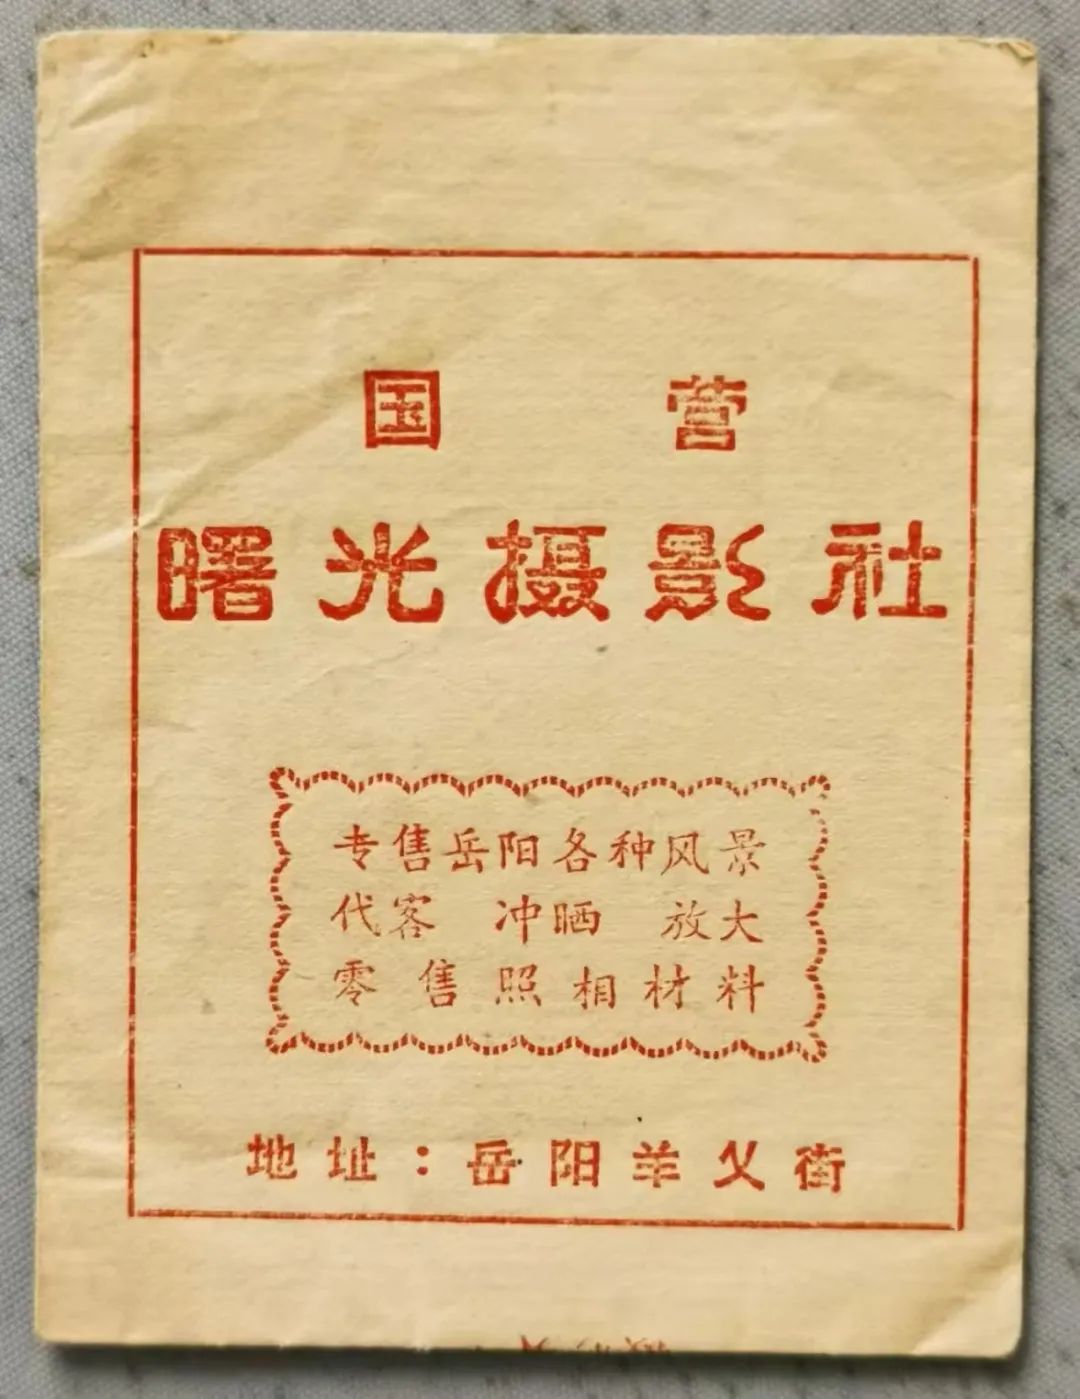 国营
曙光摄影社
专售岳阳各种风景
代客 冲晒 放大
零售照相材料
地址：岳阳羊乂街